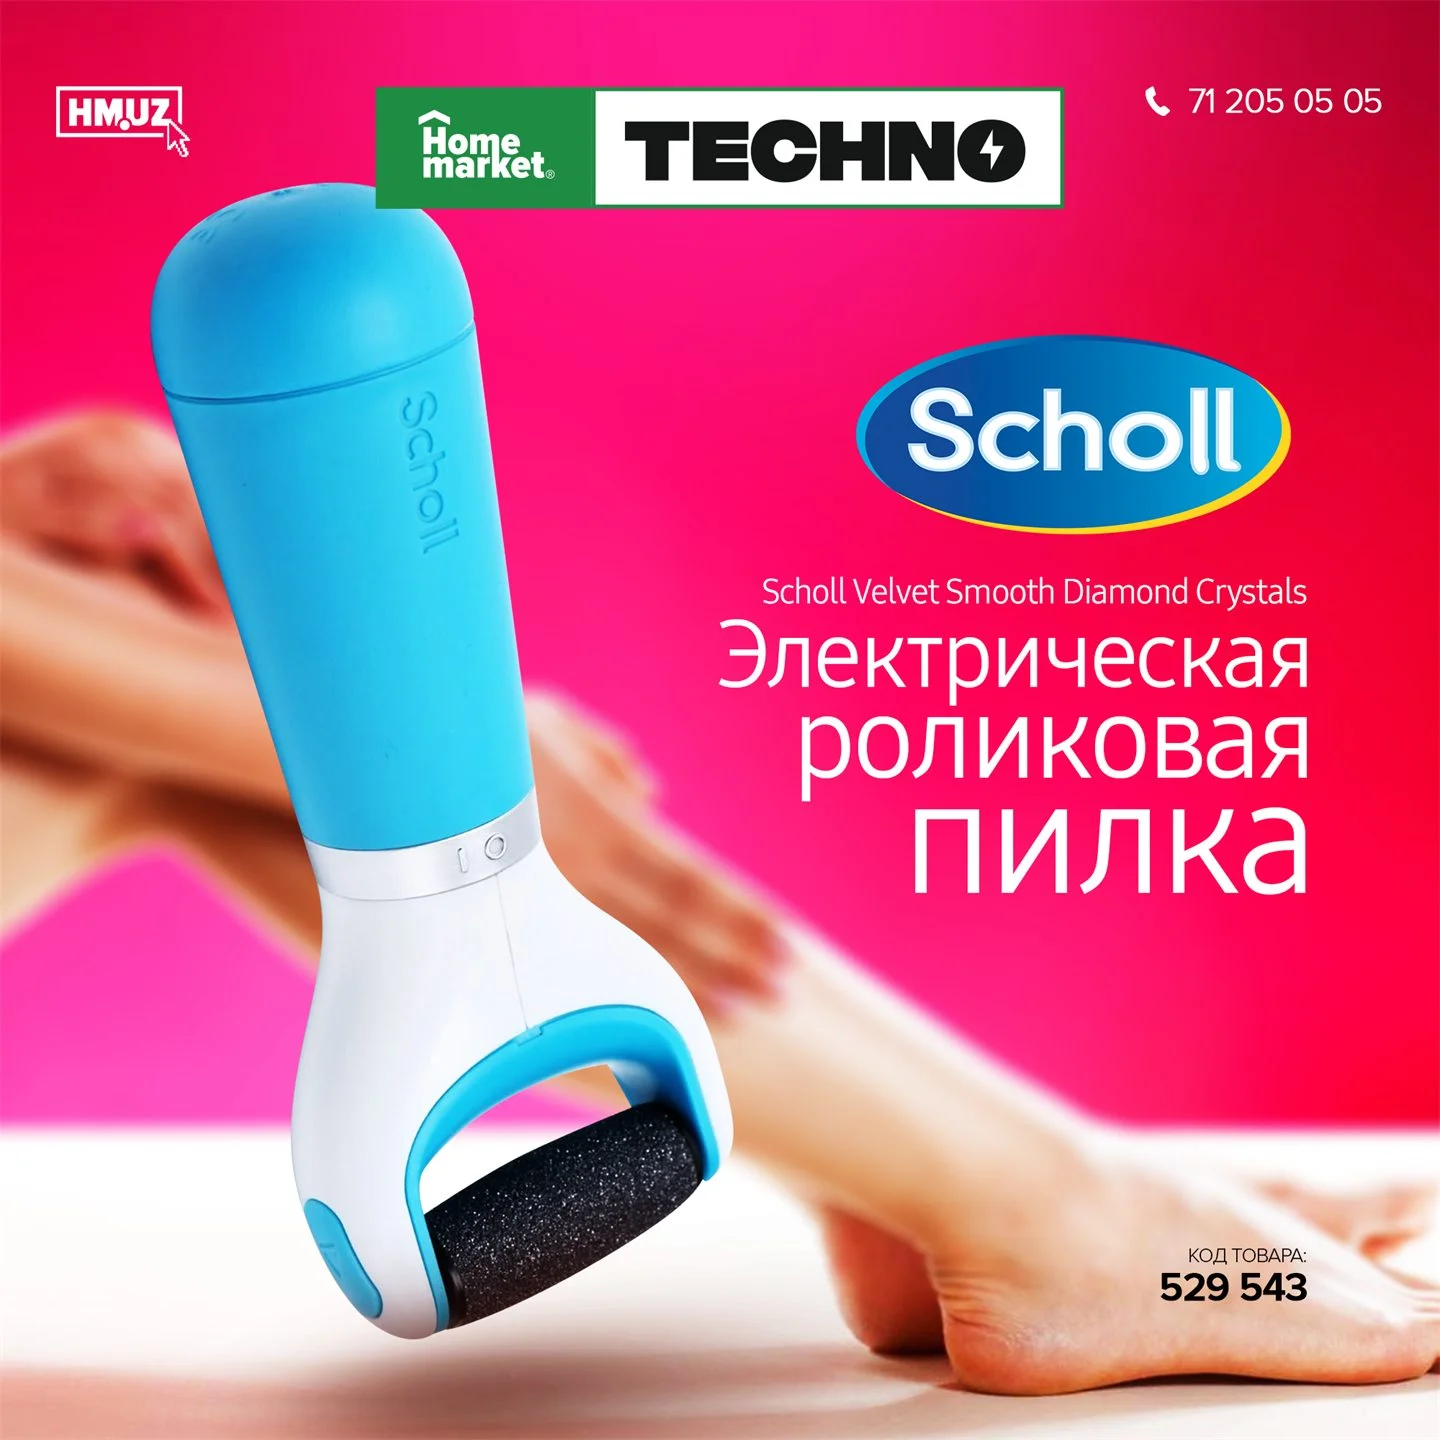 HM.UZ
Home
market®
TECHNO
71 205 05 05
Scholl
Scholl
Scholl Velvet Smooth Diamond Crystals
Электрическая
роликовая
пилка
КОД ТОВАРА:
529 543